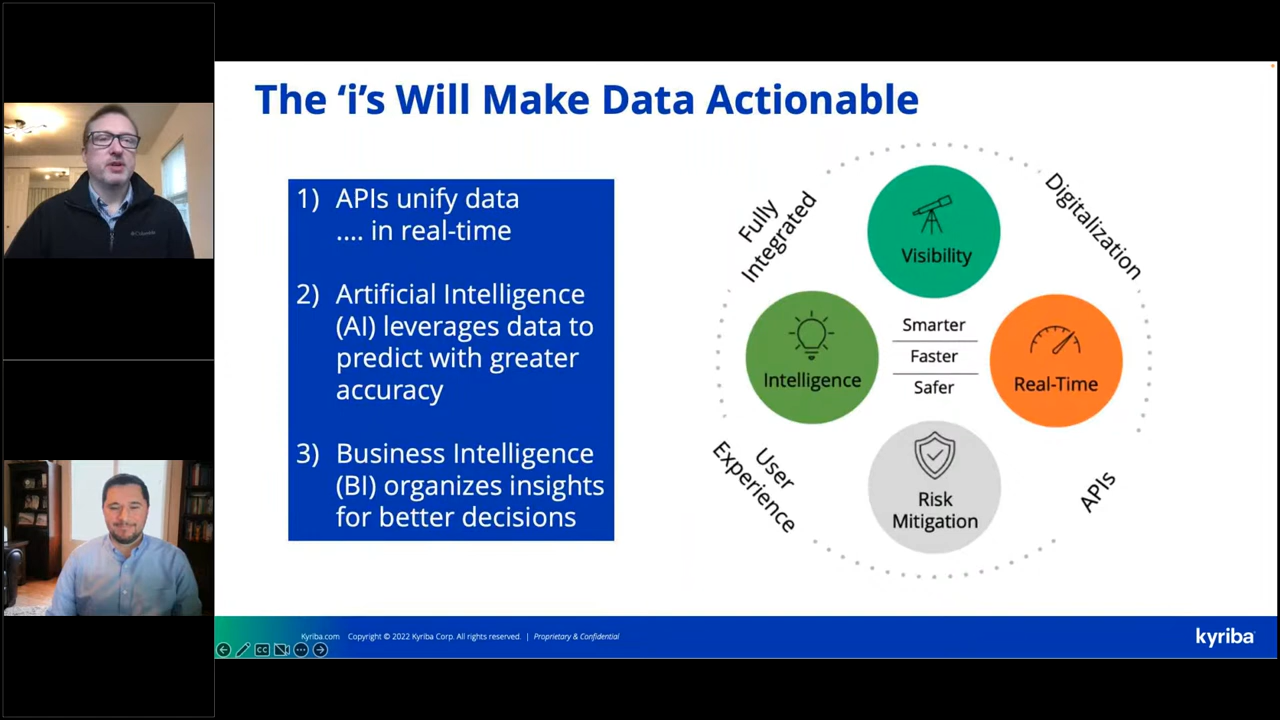 The ‘i’s Will Make Data Actionable
1) APIs unify data
.... in real-time
2) Artificial Intelligence
(AI) leverages data to
predict with greater
accuracy
3) Business Intelligence
(BI) organizes insights
for better decisions
Fully
Integrated
Digitalization
Visibility
Intelligence
Smarter
Faster
Safer
Real-Time
User
Experience
Risk
Mitigation
APIs
Kyriba.com Copyright © 2022 Kyriba Corp. All rights reserved. | Proprietary & Confidential
CC
kyriba
Columbia